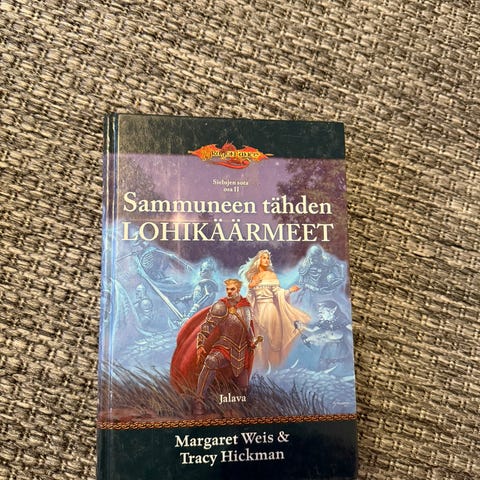 Sielujen sota
osa II
Sammuneen tähden
LOHIKÄÄRMEET
Jalava
Margaret Weis &
Tracy Hickman